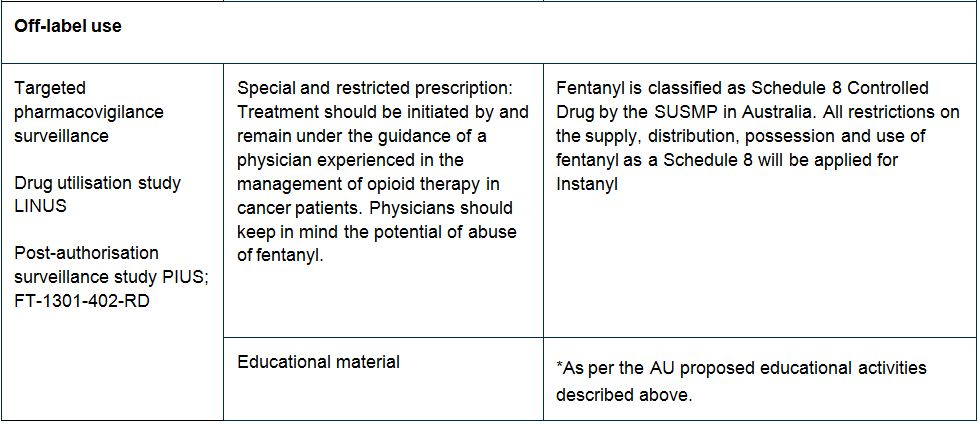 Off-label use
Targeted
pharmacovigilance
surveillance
Drug utilisation study
LINUS
Post-authorisation
surveillance study PIUS;
FT-1301-402-RD
Special and restricted prescription:
Treatment should be initiated by and
remain under the guidance of a
physician experienced in the
management of opioid therapy in
cancer patients. Physicians should
keep in mind the potential of abuse
of fentanyl.
Fentanyl is classified as Schedule 8 Controlled
Drug by the SUSMP in Australia. All restrictions on
the supply, distribution, possession and use of
fentanyl as a Schedule 8 will be applied for
Instanyl
Educational material
*As per the AU proposed educational activities
described above.